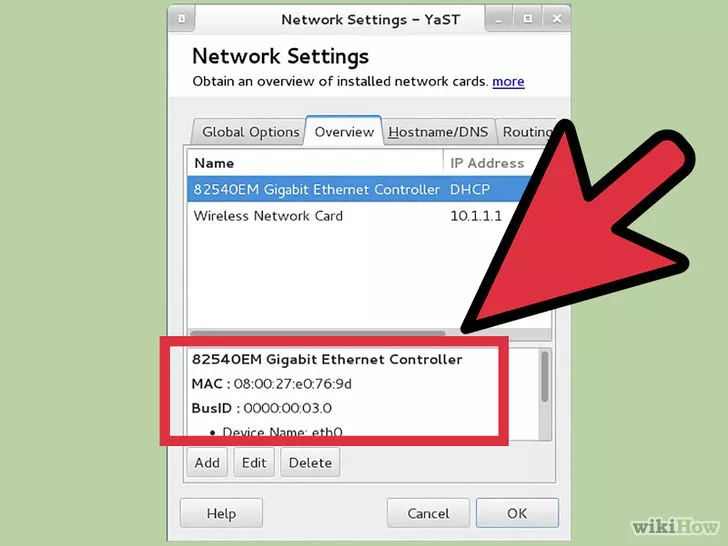 Network Settings – YaST
Network Settings
Obtain an overview of installed network cards. more
Global Options Overview Hostname/DNS Routing
Name IP Address
82540EM Gigabit Ethernet Controller DHCP
Wireless Network Card 10.1.1.1
82540EM Gigabit Ethernet Controller
MAC : 08:00:27:e0:76:9d
BusID : 0000:00:03.0
• Device Name: eth0
Add Edit Delete
Help Cancel OK
wikiHow